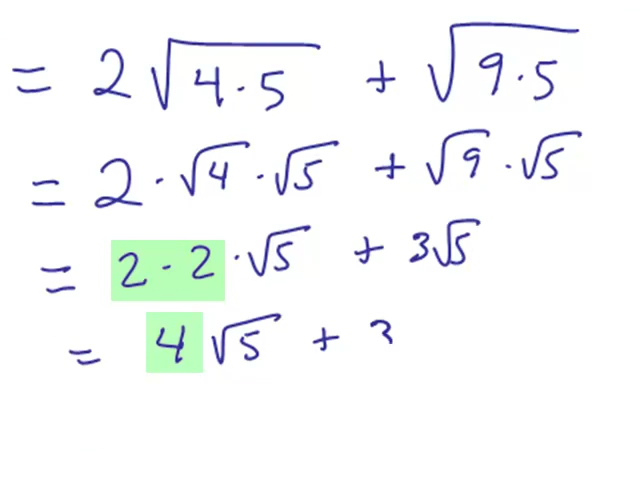 = 2√(4·5) + √(9·5)
= 2·√4·√5 + √9·√5
= 2·2·√5 + 3√5
= 4√5 + 3